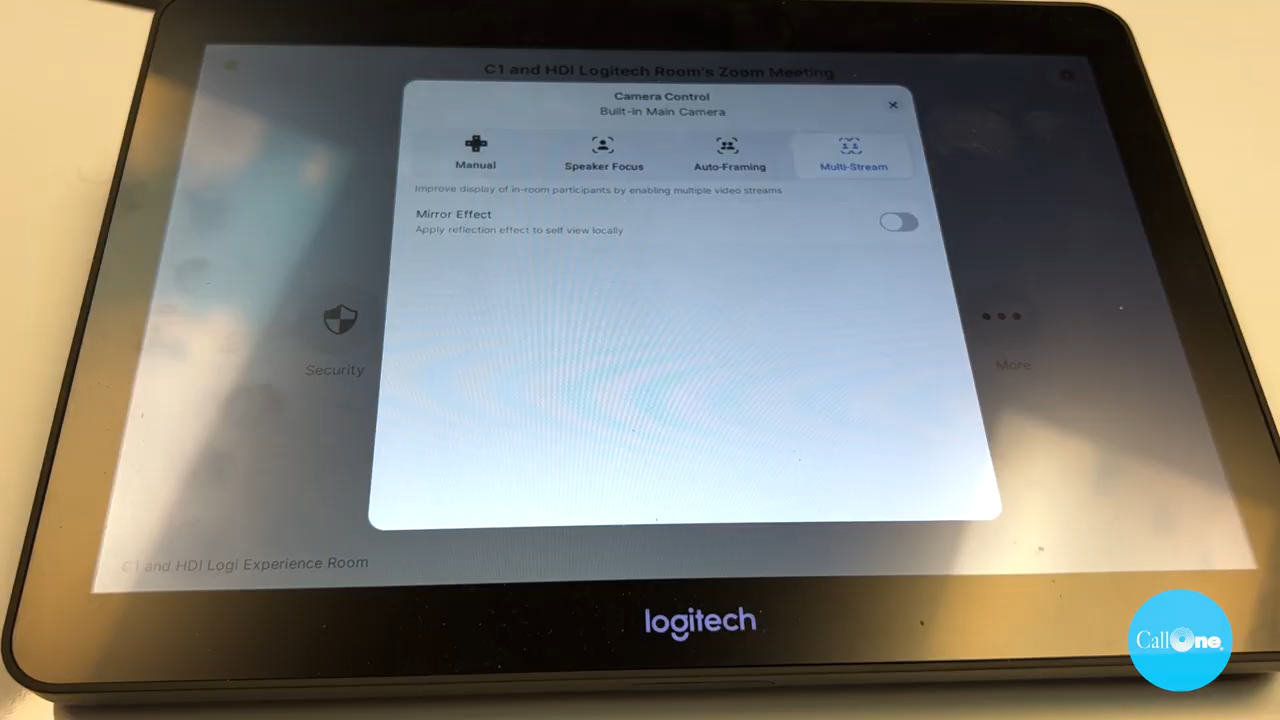 C1 and HDI Logitech Room's Zoom Meeting
Camera Control
Built-in Main Camera
Manual
Speaker Focus
Auto-Framing
Multi-Stream
Improve display of in-room participants by enabling multiple video streams
Mirror Effect
Apply reflection effect to self view locally
Security
More
C1 and HDI Logi Experience Room
logitech
CallOne